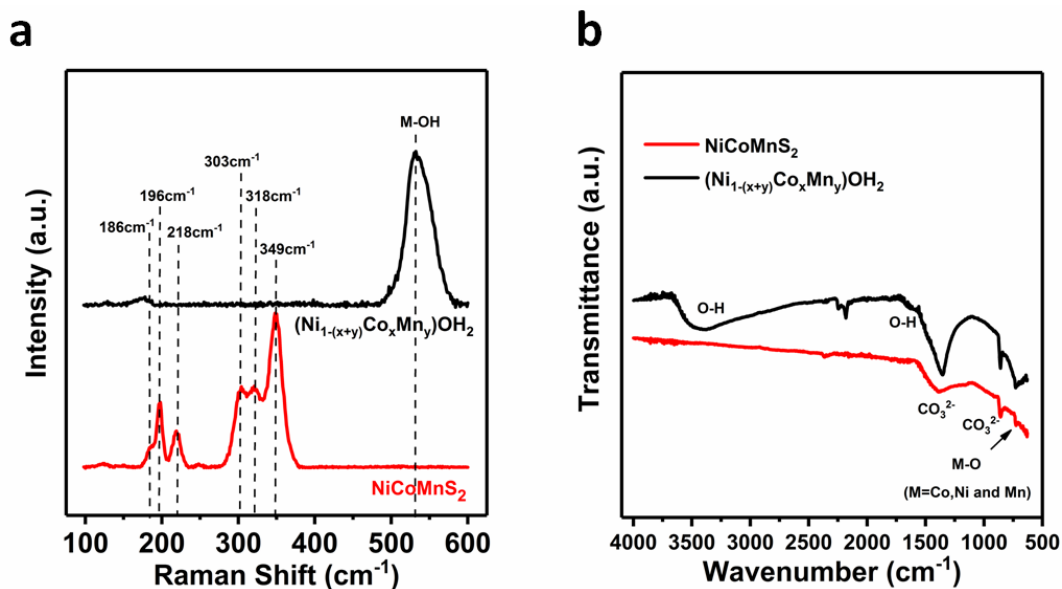 a
b
M-OH
303cm⁻¹
196cm⁻¹
318cm⁻¹
186cm⁻¹
218cm⁻¹
349cm⁻¹
(Ni₁₋₍ₓ₊ᵧ₎CoₓMnᵧ)OH₂
NiCoMnS₂
Intensity (a.u.)
100 200 300 400 500 600
Raman Shift (cm⁻¹)
NiCoMnS₂
(Ni₁₋₍ₓ₊ᵧ₎CoₓMnᵧ)OH₂
O-H
O-H
CO₃²⁻
CO₃²⁻
M-O
(M=Co,Ni and Mn)
Transmittance (a.u.)
4000 3500 3000 2500 2000 1500 1000 500
Wavenumber (cm⁻¹)